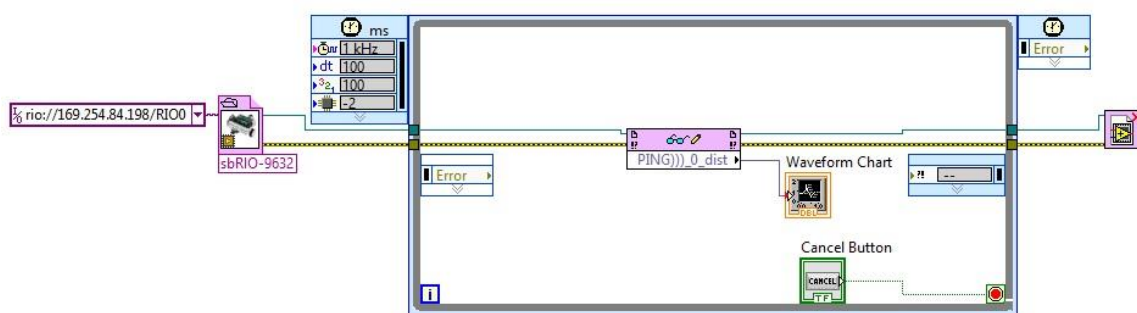 ms
1 kHz
dt 100
321 100
-2
Error
rio://169.254.84.198/RIO0
sbRIO-9632
Error
PING)))_0_dist
Waveform Chart
DBL
?! --
Cancel Button
CANCEL
TF
i